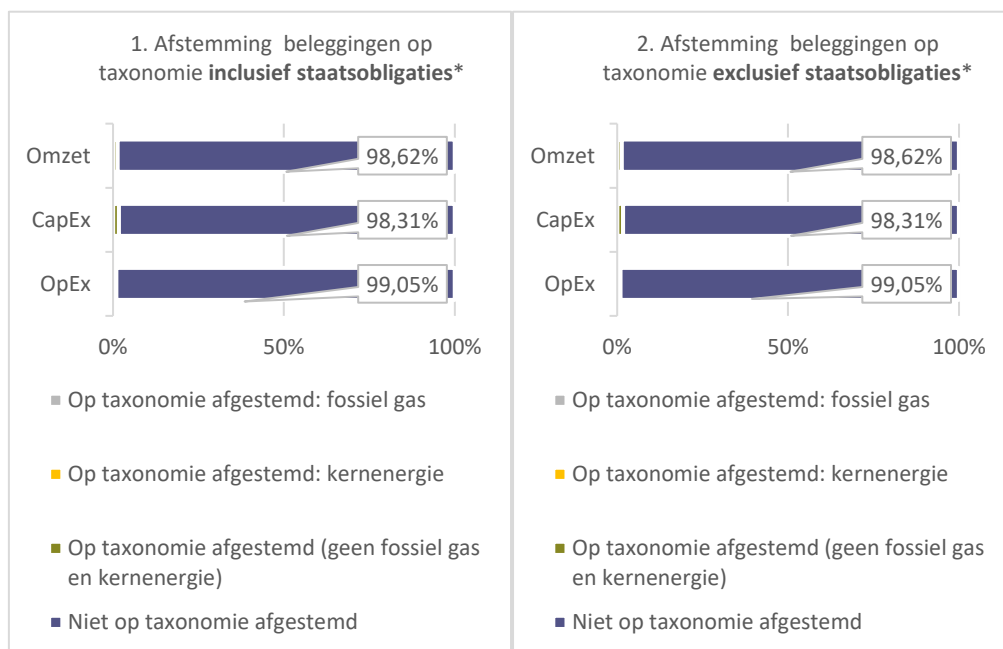 1. Afstemming beleggingen op
taxonomie inclusief staatsobligaties*
Omzet
98,62%
CapEx
98,31%
OpEx
99,05%
0%
50%
100%
Op taxonomie afgestemd: fossiel gas
Op taxonomie afgestemd: kernenergie
Op taxonomie afgestemd (geen fossiel gas
en kernenergie)
Niet op taxonomie afgestemd
2. Afstemming beleggingen op
taxonomie exclusief staatsobligaties*
Omzet
98,62%
CapEx
98,31%
OpEx
99,05%
0%
50%
100%
Op taxonomie afgestemd: fossiel gas
Op taxonomie afgestemd: kernenergie
Op taxonomie afgestemd (geen fossiel gas
en kernenergie)
Niet op taxonomie afgestemd